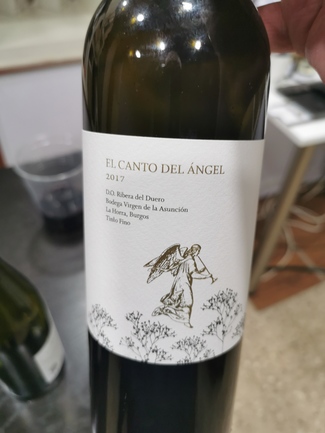 EL CANTO DEL ÁNGEL
2017
D.O. Ribera del Duero
Bodega Virgen de la Asunción
La Horra, Burgos
Tinto Fino